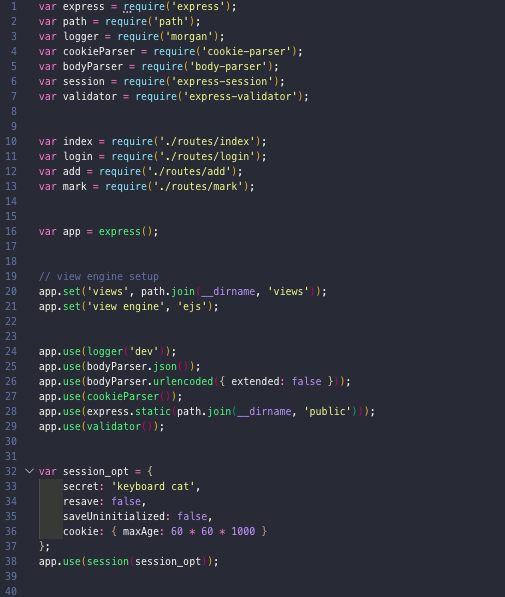 1 var express = require('express');
2 var path = require('path');
3 var logger = require('morgan');
4 var cookieParser = require('cookie-parser');
5 var bodyParser = require('body-parser');
6 var session = require('express-session');
7 var validator = require('express-validator');
8
9
10 var index = require('./routes/index');
11 var login = require('./routes/login');
12 var add = require('./routes/add');
13 var mark = require('./routes/mark');
14
15
16 var app = express();
17
18
19 // view engine setup
20 app.set('views', path.join(__dirname, 'views'));
21 app.set('view engine', 'ejs');
22
23
24 app.use(logger('dev'));
25 app.use(bodyParser.json());
26 app.use(bodyParser.urlencoded({ extended: false }));
27 app.use(cookieParser());
28 app.use(express.static(path.join(__dirname, 'public')));
29 app.use(validator());
30
31
32 var session_opt = {
33 secret: 'keyboard cat',
34 resave: false,
35 saveUninitialized: false,
36 cookie: { maxAge: 60 * 60 * 1000 }
37 };
38 app.use(session(session_opt));
39
40